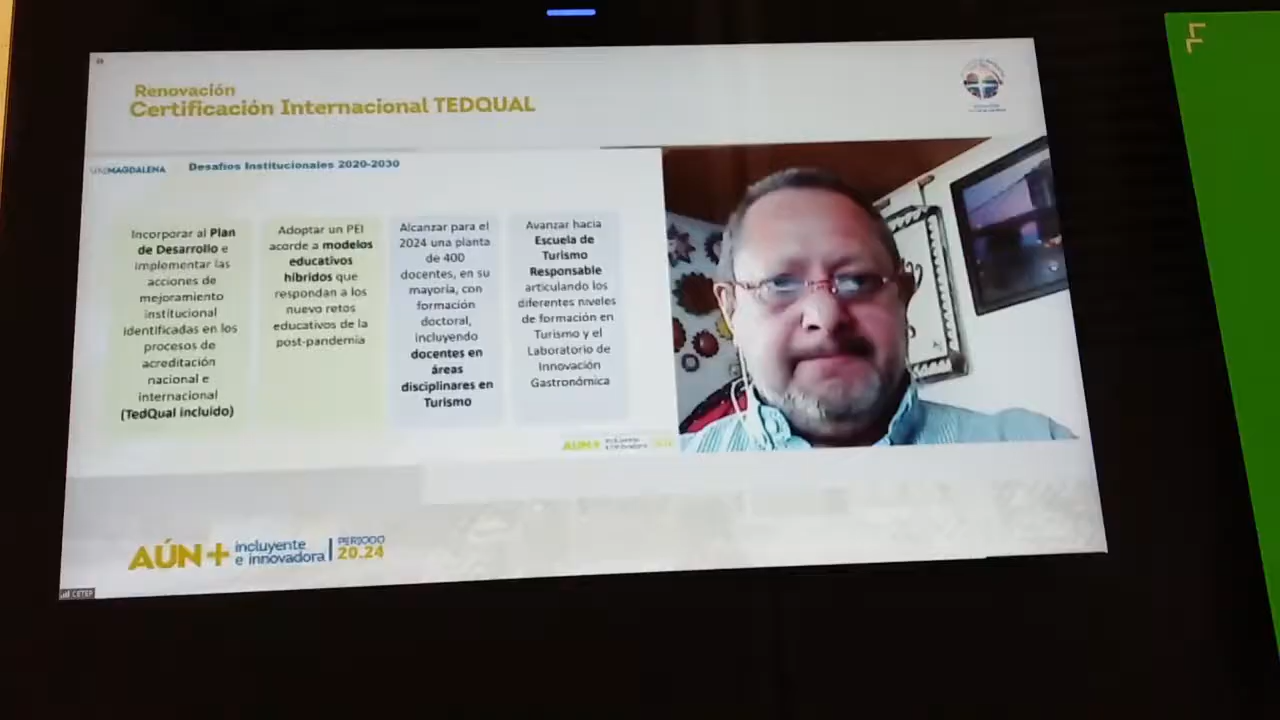 Renovación
Certificación Internacional TEDQUAL
UNIMAGDALENA
Desafíos Institucionales 2020-2030
Incorporar al Plan
de Desarrollo e
implementar las
acciones de
mejoramiento
institucional
identificadas en los
procesos de
acreditación
nacional e
internacional
(TedQual incluido)
Adoptar un PEI
acorde a modelos
educativos
híbridos que
respondan a los
nuevo retos
educativos de la
post-pandemia
Alcanzar para el
2024 una planta
de 400
docentes, en su
mayoría, con
formación
doctoral,
incluyendo
docentes en
áreas
disciplinares en
Turismo
Avanzar hacia
Escuela de
Turismo
Responsable
articulando los
diferentes niveles
de formación en
Turismo y el
Laboratorio de
Innovación
Gastronómica
AÚN+
AÚN+ incluyente
e innovadora
PERIODO
20.24
CETEP